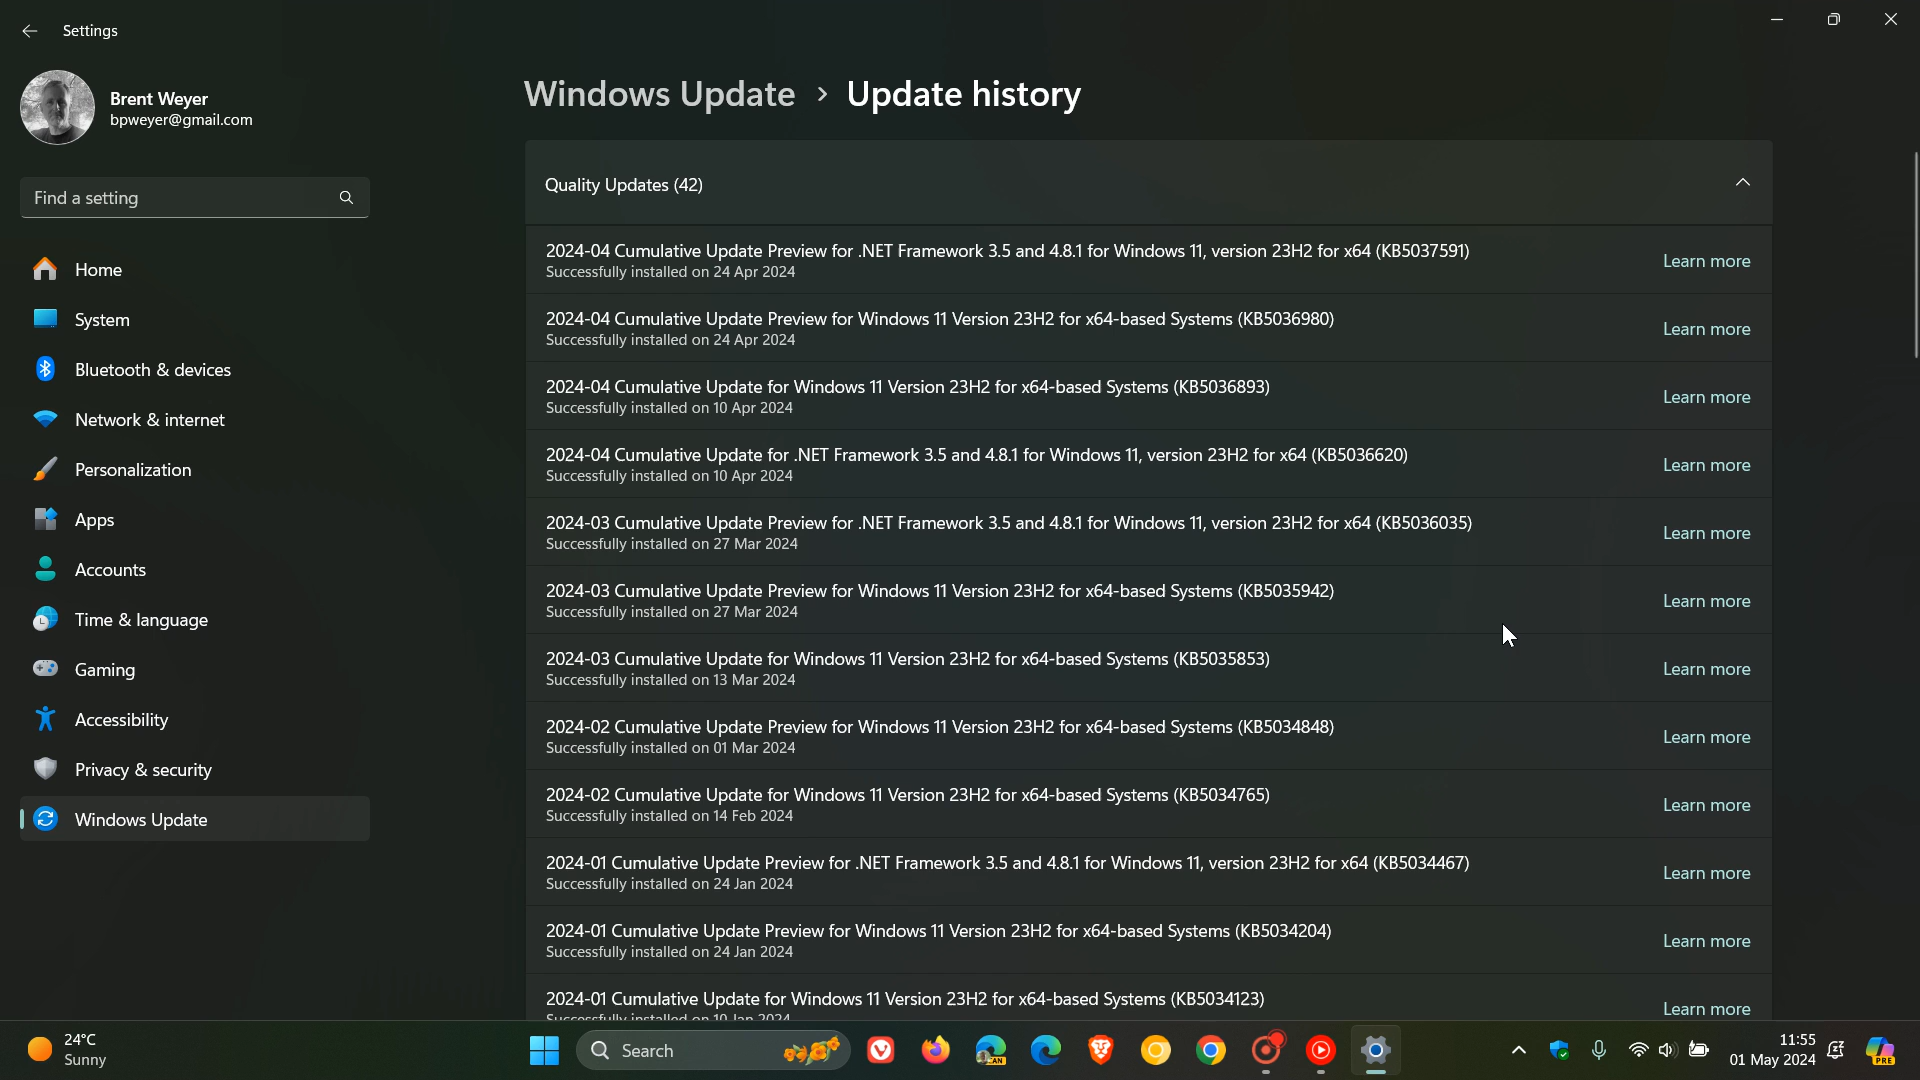 Settings
Brent Weyer
bpweyer@gmail.com
Find a setting
Home
System
Bluetooth & devices
Network & internet
Personalization
Apps
Accounts
Time & language
Gaming
Accessibility
Privacy & security
Windows Update
Windows Update > Update history
Quality Updates (42)
2024-04 Cumulative Update Preview for .NET Framework 3.5 and 4.8.1 for Windows 11, version 23H2 for x64 (KB5037591)
Successfully installed on 24 Apr 2024
Learn more
2024-04 Cumulative Update Preview for Windows 11 Version 23H2 for x64-based Systems (KB5036980)
Successfully installed on 24 Apr 2024
Learn more
2024-04 Cumulative Update for Windows 11 Version 23H2 for x64-based Systems (KB5036893)
Successfully installed on 10 Apr 2024
Learn more
2024-04 Cumulative Update for .NET Framework 3.5 and 4.8.1 for Windows 11, version 23H2 for x64 (KB5036620)
Successfully installed on 10 Apr 2024
Learn more
2024-03 Cumulative Update Preview for .NET Framework 3.5 and 4.8.1 for Windows 11, version 23H2 for x64 (KB5036035)
Successfully installed on 27 Mar 2024
Learn more
2024-03 Cumulative Update Preview for Windows 11 Version 23H2 for x64-based Systems (KB5035942)
Successfully installed on 27 Mar 2024
Learn more
2024-03 Cumulative Update for Windows 11 Version 23H2 for x64-based Systems (KB5035853)
Successfully installed on 13 Mar 2024
Learn more
2024-02 Cumulative Update Preview for Windows 11 Version 23H2 for x64-based Systems (KB5034848)
Successfully installed on 01 Mar 2024
Learn more
2024-02 Cumulative Update for Windows 11 Version 23H2 for x64-based Systems (KB5034765)
Successfully installed on 14 Feb 2024
Learn more
2024-01 Cumulative Update Preview for .NET Framework 3.5 and 4.8.1 for Windows 11, version 23H2 for x64 (KB5034467)
Successfully installed on 24 Jan 2024
Learn more
2024-01 Cumulative Update Preview for Windows 11 Version 23H2 for x64-based Systems (KB5034204)
Successfully installed on 24 Jan 2024
Learn more
2024-01 Cumulative Update for Windows 11 Version 23H2 for x64-based Systems (KB5034123)
Successfully installed on 10 Jan 2024
Learn more
24°C
Sunny
Search
CAN
11:55
01 May 2024
PRE